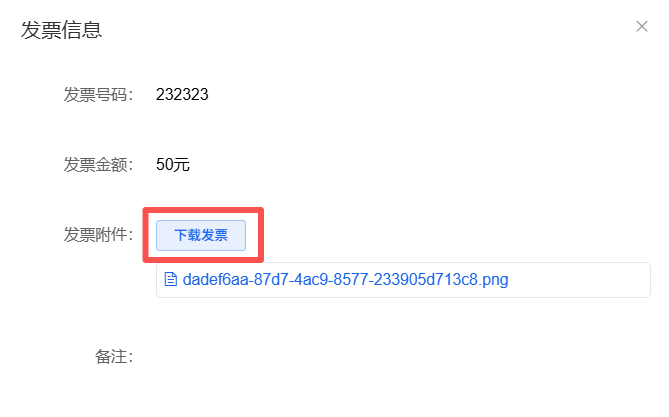 发票信息
发票号码： 232323
发票金额： 50元
发票附件： 下载发票
dadef6aa-87d7-4ac9-8577-233905d713c8.png
备注：